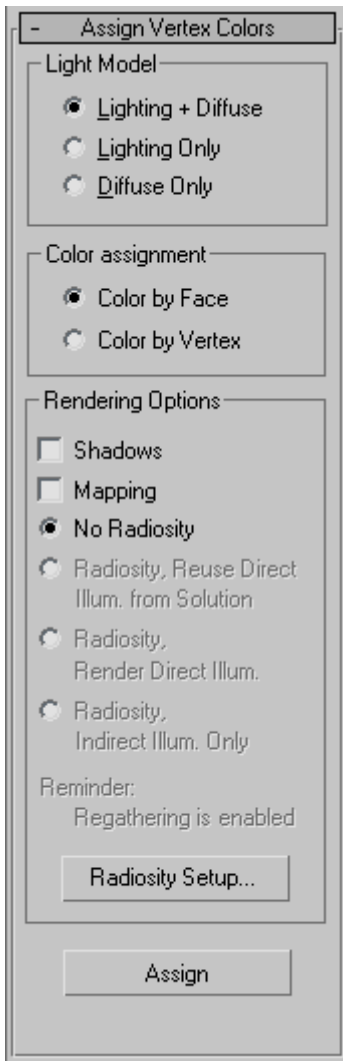 - Assign Vertex Colors
Light Model
Lighting + Diffuse
Lighting Only
Diffuse Only
Color assignment
Color by Face
Color by Vertex
Rendering Options
Shadows
Mapping
No Radiosity
Radiosity, Reuse Direct
Illum. from Solution
Radiosity,
Render Direct Illum.
Radiosity,
Indirect Illum. Only
Reminder:
Regathering is enabled
Radiosity Setup...
Assign